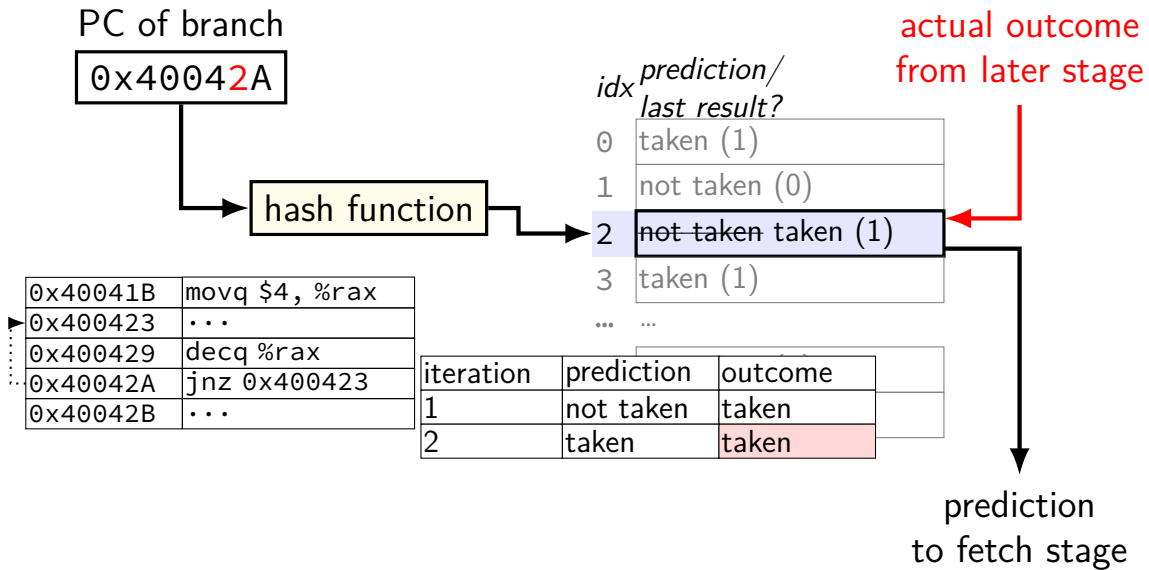 PC of branch
0x40042A
hash function
actual outcome
from later stage
idx prediction/
last result?
0 taken (1)
1 not taken (0)
2 not taken taken (1)
3 taken (1)
… …
0x40041B movq $4, %rax
0x400423 ...
0x400429 decq %rax
0x40042A jnz 0x400423
0x40042B ...
iteration prediction outcome
1 not taken taken
2 taken taken
prediction
to fetch stage